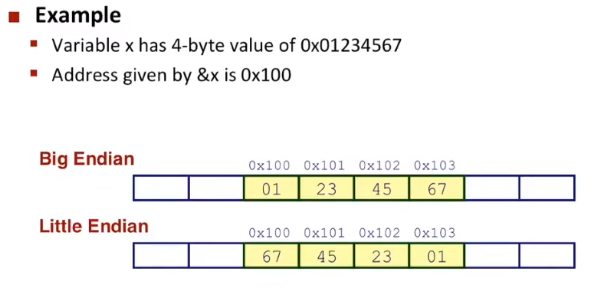 Example
Variable x has 4-byte value of 0x01234567
Address given by &x is 0x100
Big Endian
0x100 0x101 0x102 0x103
01 23 45 67
Little Endian
0x100 0x101 0x102 0x103
67 45 23 01